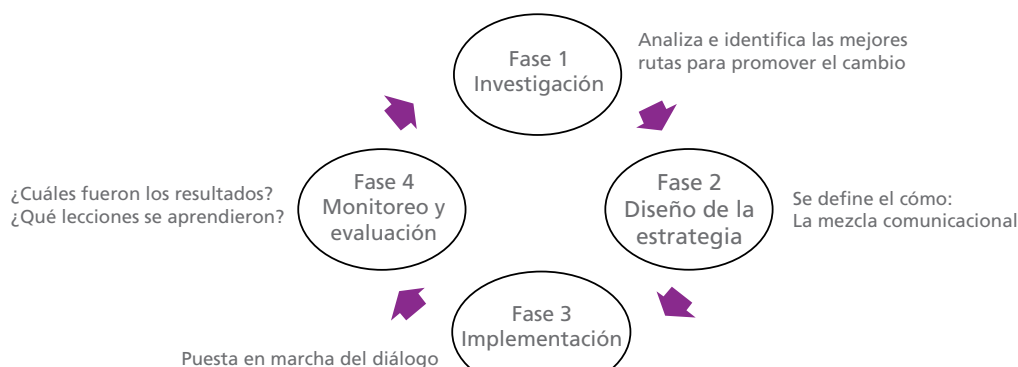 Fase 1
Investigación
Analiza e identifica las mejores
rutas para promover el cambio
Fase 2
Diseño de la
estrategia
Se define el cómo:
La mezcla comunicacional
Fase 3
Implementación
Puesta en marcha del diálogo
Fase 4
Monitoreo y
evaluación
¿Cuáles fueron los resultados?
¿Qué lecciones se aprendieron?